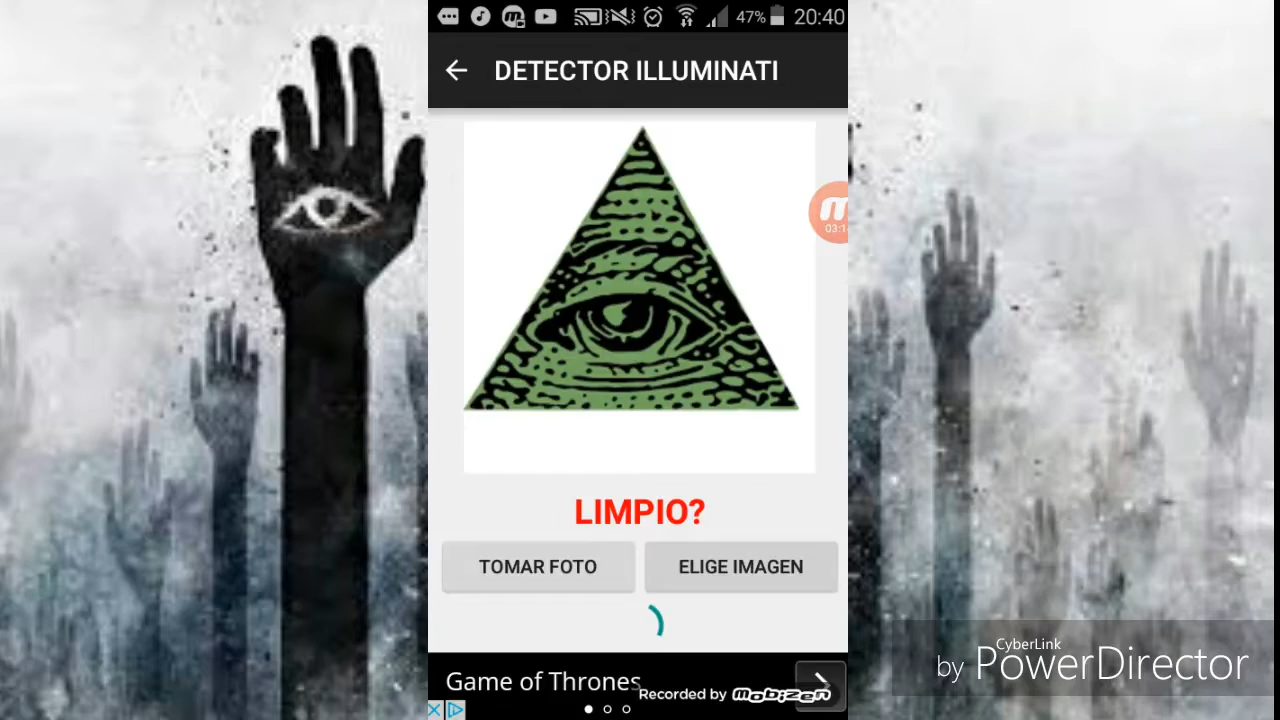 47% 20:40
DETECTOR ILLUMINATI
LIMPIO?
TOMAR FOTO
ELIGE IMAGEN
Game of Thrones
Recorded by mobizen
CyberLink
by PowerDirector